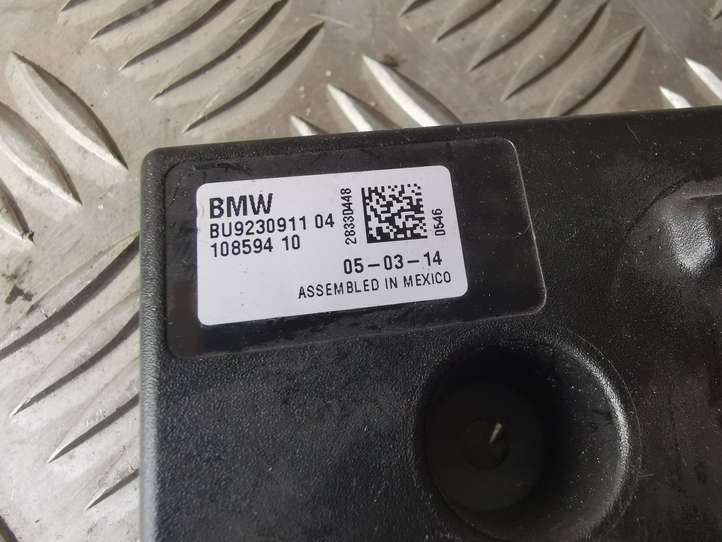 BMW
BU9230911 04
108594 10
28330448
0546
05-03-14
ASSEMBLED IN MEXICO